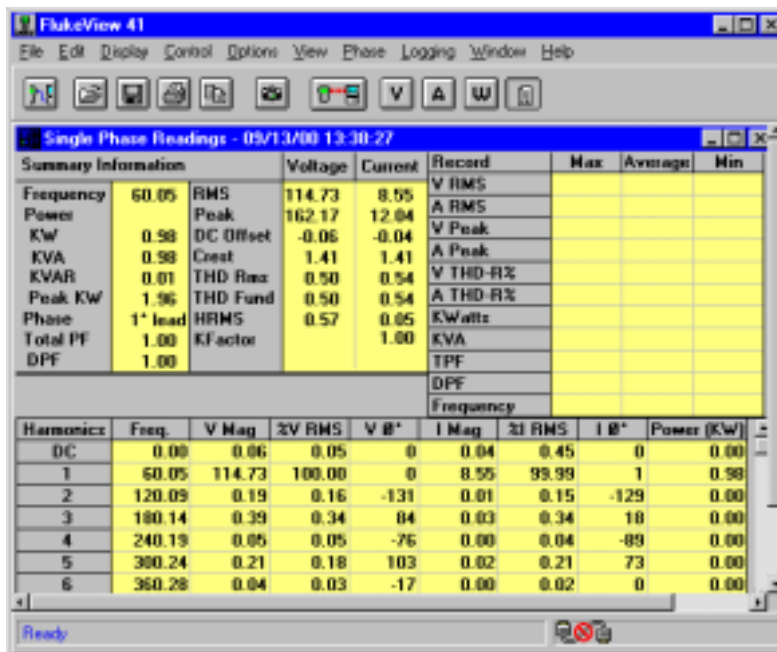 FlukeView 41
File Edit Display Control Options View Phase Logging Window Help
V A W
Single Phase Readings - 09/13/00 13:38:27
Summary Information Voltage Current Record Max Average Min
Frequency 60.05 RMS 114.73 8.55 V RMS
Power Peak 162.17 12.04 A RMS
KW 0.98 DC Offset -0.06 -0.04 V Peak
KVA 0.98 Crest 1.41 1.41 A Peak
KVAR 0.01 THD Rms 0.50 0.54 V THD-R%
Peak KW 1.96 THD Fund 0.50 0.54 A THD-R%
Phase 1° lead HRMS 0.57 0.05 KWatts
Total PF 1.00 KFactor 1.00 KVA
DPF 1.00 TPF
DPF
Frequency
Harmonics Freq. V Mag %V RMS V Ø° I Mag %I RMS I Ø° Power (KW)
DC 0.00 0.06 0.05 0 0.04 0.45 0 0.00
1 60.05 114.73 100.00 0 8.55 99.99 1 0.98
2 120.09 0.19 0.16 -131 0.01 0.15 -129 0.00
3 180.14 0.39 0.34 84 0.03 0.34 18 0.00
4 240.19 0.05 0.05 -76 0.00 0.04 -89 0.00
5 300.24 0.21 0.18 103 0.02 0.21 73 0.00
6 360.28 0.04 0.03 -17 0.00 0.02 0 0.00
Ready